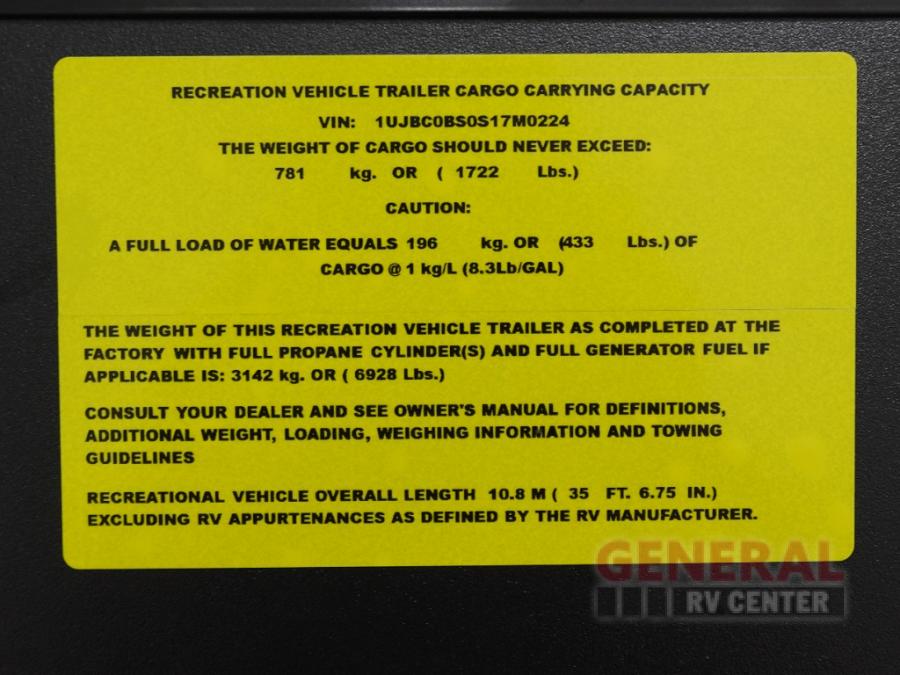 RECREATION VEHICLE TRAILER CARGO CARRYING CAPACITY
VIN: 1UJBC0BS0S17M0224
THE WEIGHT OF CARGO SHOULD NEVER EXCEED:
781 kg. OR ( 1722 Lbs.)
CAUTION:
A FULL LOAD OF WATER EQUALS 196 kg. OR (433 Lbs.) OF
CARGO @ 1 kg/L (8.3Lb/GAL)
THE WEIGHT OF THIS RECREATION VEHICLE TRAILER AS COMPLETED AT THE
FACTORY WITH FULL PROPANE CYLINDER(S) AND FULL GENERATOR FUEL IF
APPLICABLE IS: 3142 kg. OR ( 6928 Lbs.)
CONSULT YOUR DEALER AND SEE OWNER'S MANUAL FOR DEFINITIONS,
ADDITIONAL WEIGHT, LOADING, WEIGHING INFORMATION AND TOWING
GUIDELINES
RECREATIONAL VEHICLE OVERALL LENGTH 10.8 M ( 35 FT. 6.75 IN.)
EXCLUDING RV APPURTENANCES AS DEFINED BY THE RV MANUFACTURER.
GENERAL
RV CENTER